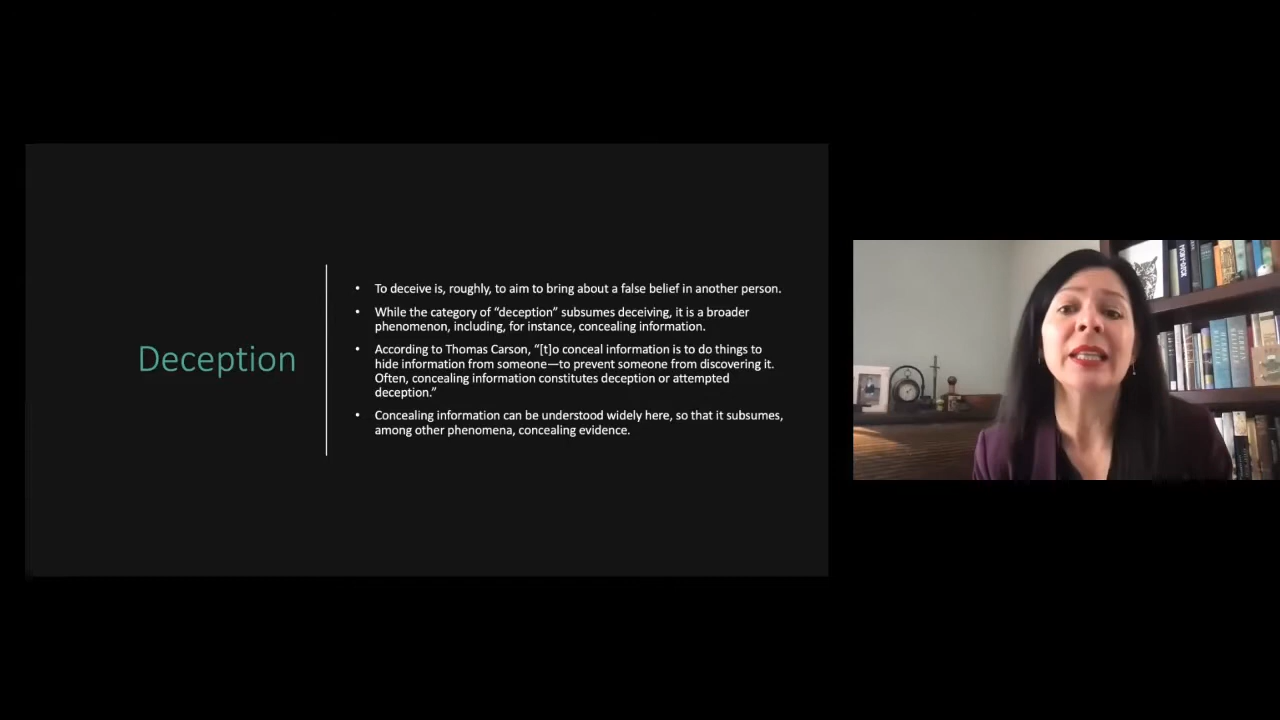 Deception
• To deceive is, roughly, to aim to bring about a false belief in another person.
• While the category of “deception” subsumes deceiving, it is a broader
phenomenon, including, for instance, concealing information.
• According to Thomas Carson, “[t]o conceal information is to do things to
hide information from someone—to prevent someone from discovering it.
Often, concealing information constitutes deception or attempted
deception.”
• Concealing information can be understood widely here, so that it subsumes,
among other phenomena, concealing evidence.